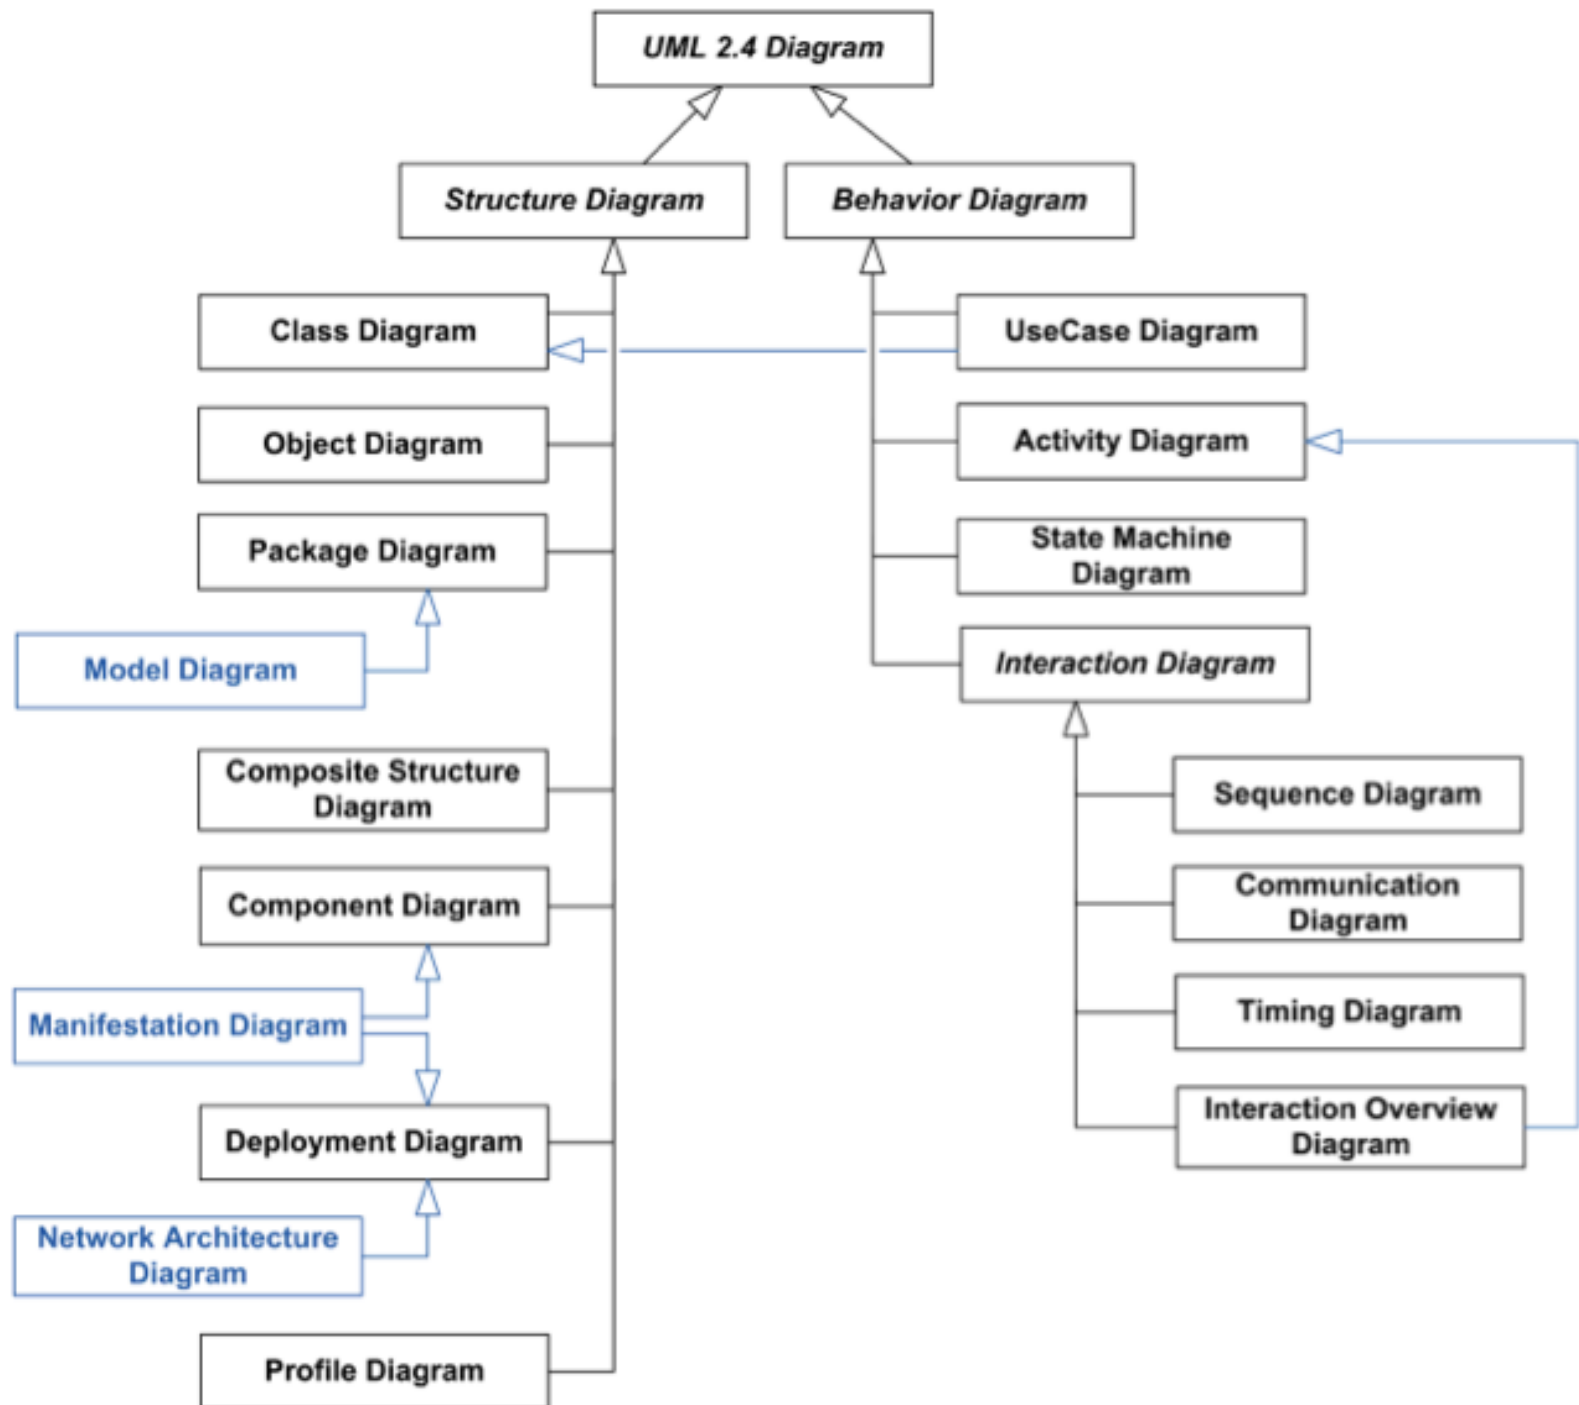 UML 2.4 Diagram
Structure Diagram
Behavior Diagram
Class Diagram
UseCase Diagram
Object Diagram
Activity Diagram
Package Diagram
State Machine
Diagram
Model Diagram
Interaction Diagram
Composite Structure
Diagram
Sequence Diagram
Component Diagram
Communication
Diagram
Manifestation Diagram
Timing Diagram
Deployment Diagram
Interaction Overview
Diagram
Network Architecture
Diagram
Profile Diagram